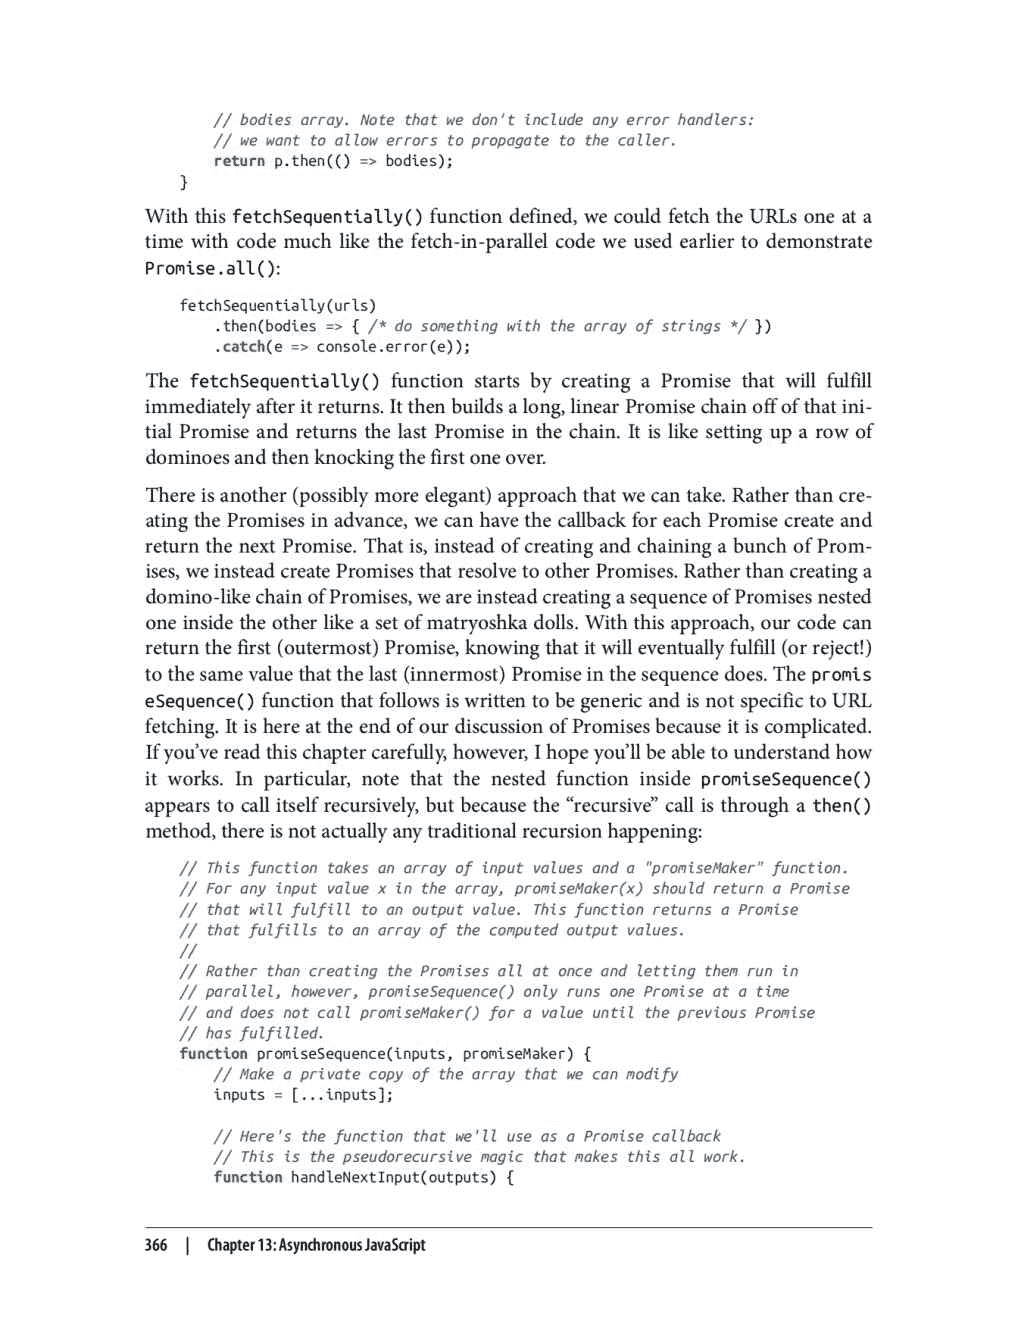 // bodies array. Note that we don't include any error handlers:
// we want to allow errors to propagate to the caller.
return p.then(() => bodies);
}
With this fetchSequentially() function defined, we could fetch the URLs one at a
time with code much like the fetch-in-parallel code we used earlier to demonstrate
Promise.all():
fetchSequentially(urls)
.then(bodies => { /* do something with the array of strings */ })
.catch(e => console.error(e));
The fetchSequentially() function starts by creating a Promise that will fulfill
immediately after it returns. It then builds a long, linear Promise chain off of that ini-
tial Promise and returns the last Promise in the chain. It is like setting up a row of
dominoes and then knocking the first one over.
There is another (possibly more elegant) approach that we can take. Rather than cre-
ating the Promises in advance, we can have the callback for each Promise create and
return the next Promise. That is, instead of creating and chaining a bunch of Prom-
ises, we instead create Promises that resolve to other Promises. Rather than creating a
domino-like chain of Promises, we are instead creating a sequence of Promises nested
one inside the other like a set of matryoshka dolls. With this approach, our code can
return the first (outermost) Promise, knowing that it will eventually fulfill (or reject!)
to the same value that the last (innermost) Promise in the sequence does. The promis
eSequence() function that follows is written to be generic and is not specific to URL
fetching. It is here at the end of our discussion of Promises because it is complicated.
If you've read this chapter carefully, however, I hope you'll be able to understand how
it works. In particular, note that the nested function inside promiseSequence()
appears to call itself recursively, but because the “recursive” call is through a then()
method, there is not actually any traditional recursion happening:
// This function takes an array of input values and a "promiseMaker" function.
// For any input value x in the array, promiseMaker(x) should return a Promise
// that will fulfill to an output value. This function returns a Promise
// that fulfills to an array of the computed output values.
//
// Rather than creating the Promises all at once and letting them run in
// parallel, however, promiseSequence() only runs one Promise at a time
// and does not call promiseMaker() for a value until the previous Promise
// has fulfilled.
function promiseSequence(inputs, promiseMaker) {
// Make a private copy of the array that we can modify
inputs = [...inputs];
// Here's the function that we'll use as a Promise callback
// This is the pseudorecursive magic that makes this all work.
function handleNextInput(outputs) {
366 | Chapter 13: Asynchronous JavaScript